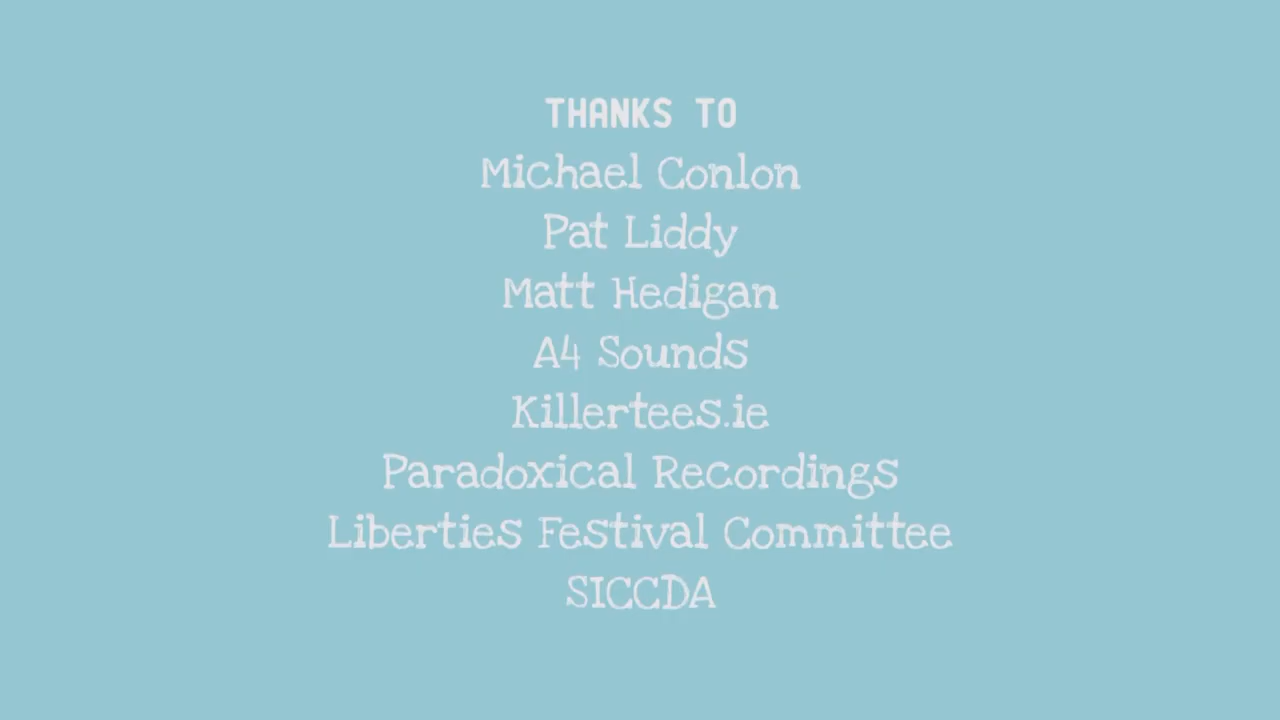 THANKS TO
Michael Conlon
Pat Liddy
Matt Hedigan
A4 Sounds
Killertees.ie
Paradoxical Recordings
Liberties Festival Committee
SICCDA